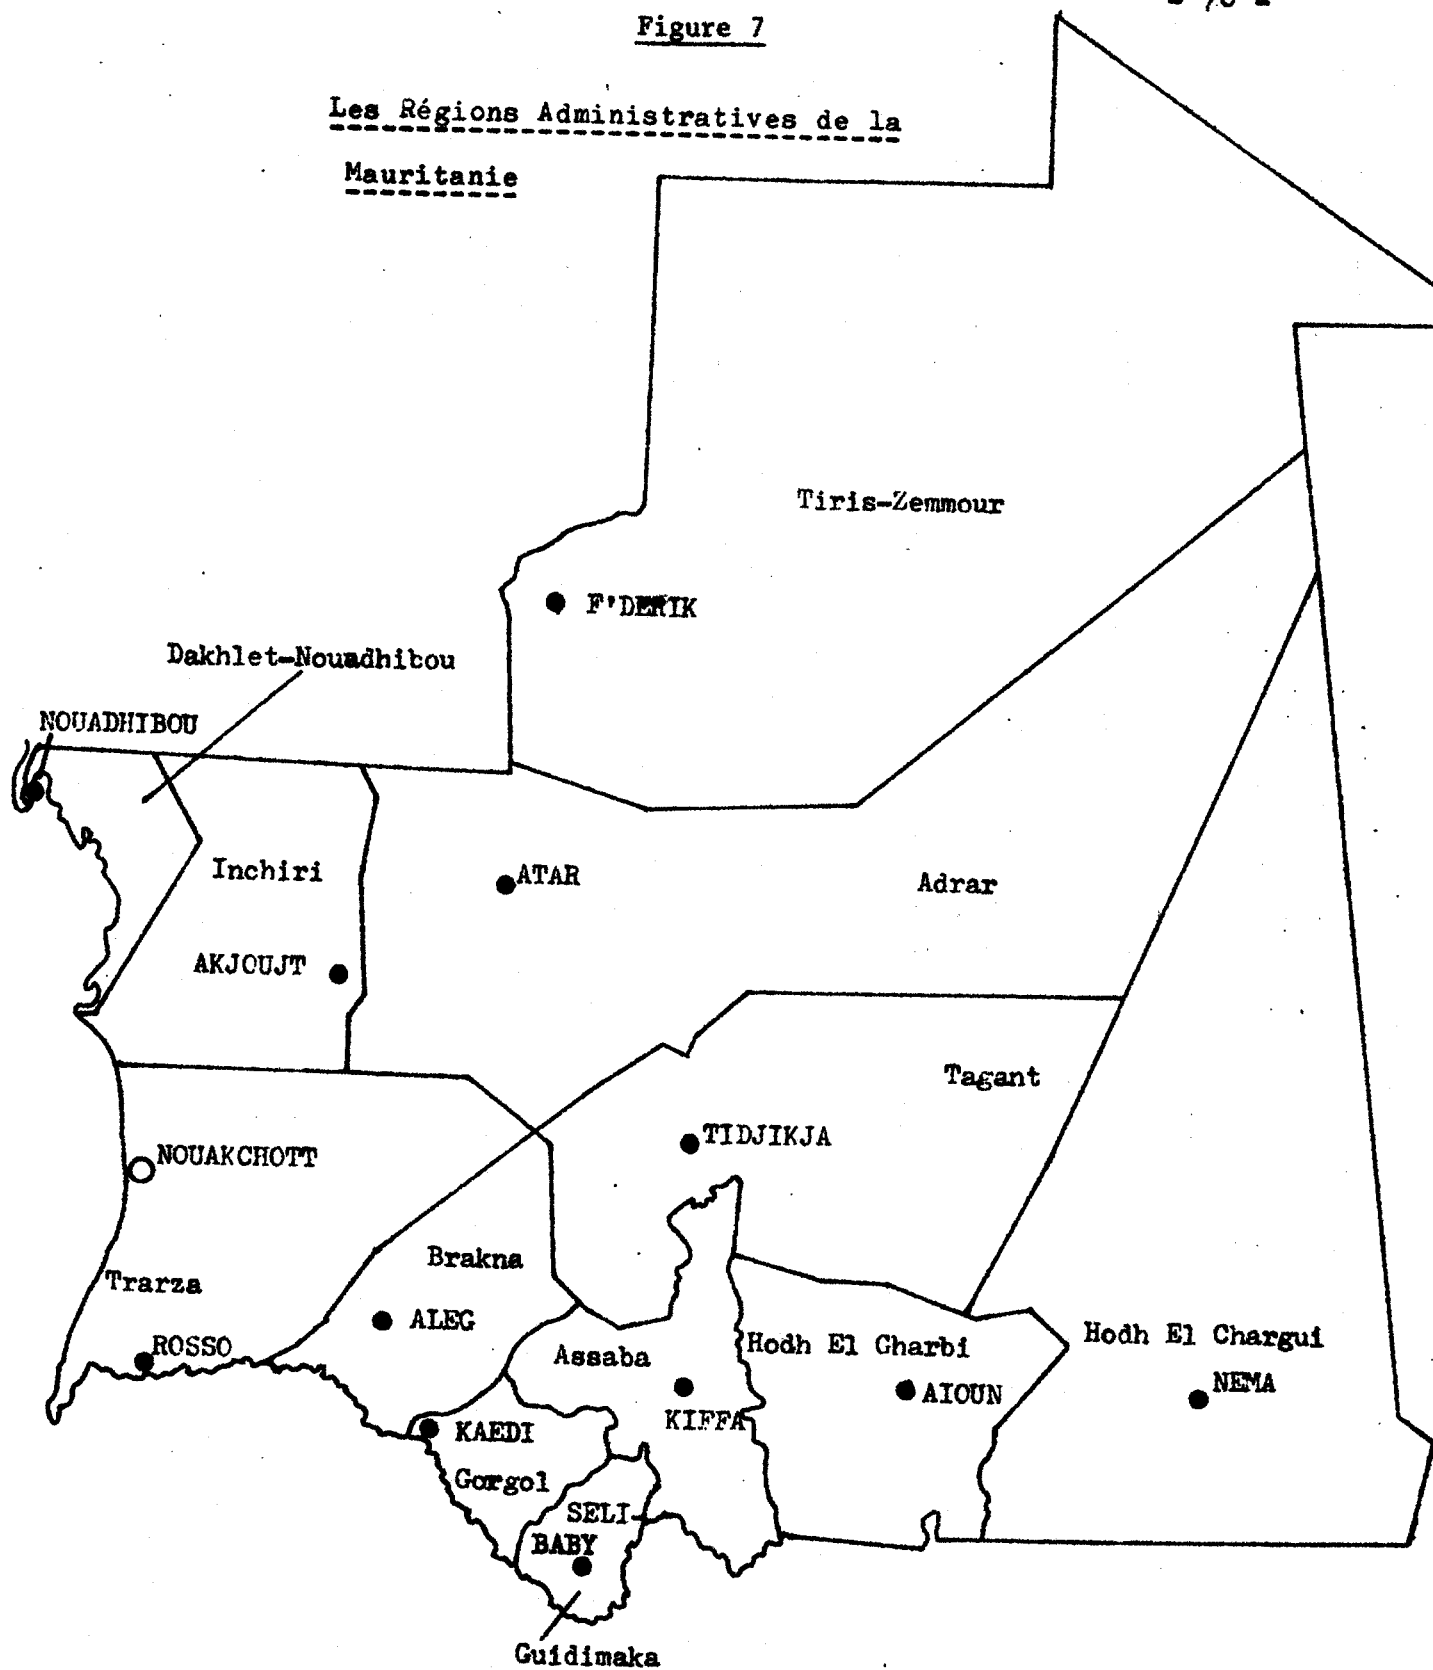 Figure 7
Les Régions Administratives de la
Mauritanie
Tiris-Zemmour
F'DERIK
Dakhlet-Nouadhibou
NOUADHIBOU
Inchiri
ATAR
Adrar
AKJOUJT
Tagant
TIDJIKJA
NOUAKCHOTT
Brakna
Trarza
ALEG
ROSSO
Assaba
Hodh El Gharbi
Hodh El Chargui
NEMA
AIOUN
KIFFA
KAEDI
Gorgol
SELI-
BABY
Guidimaka